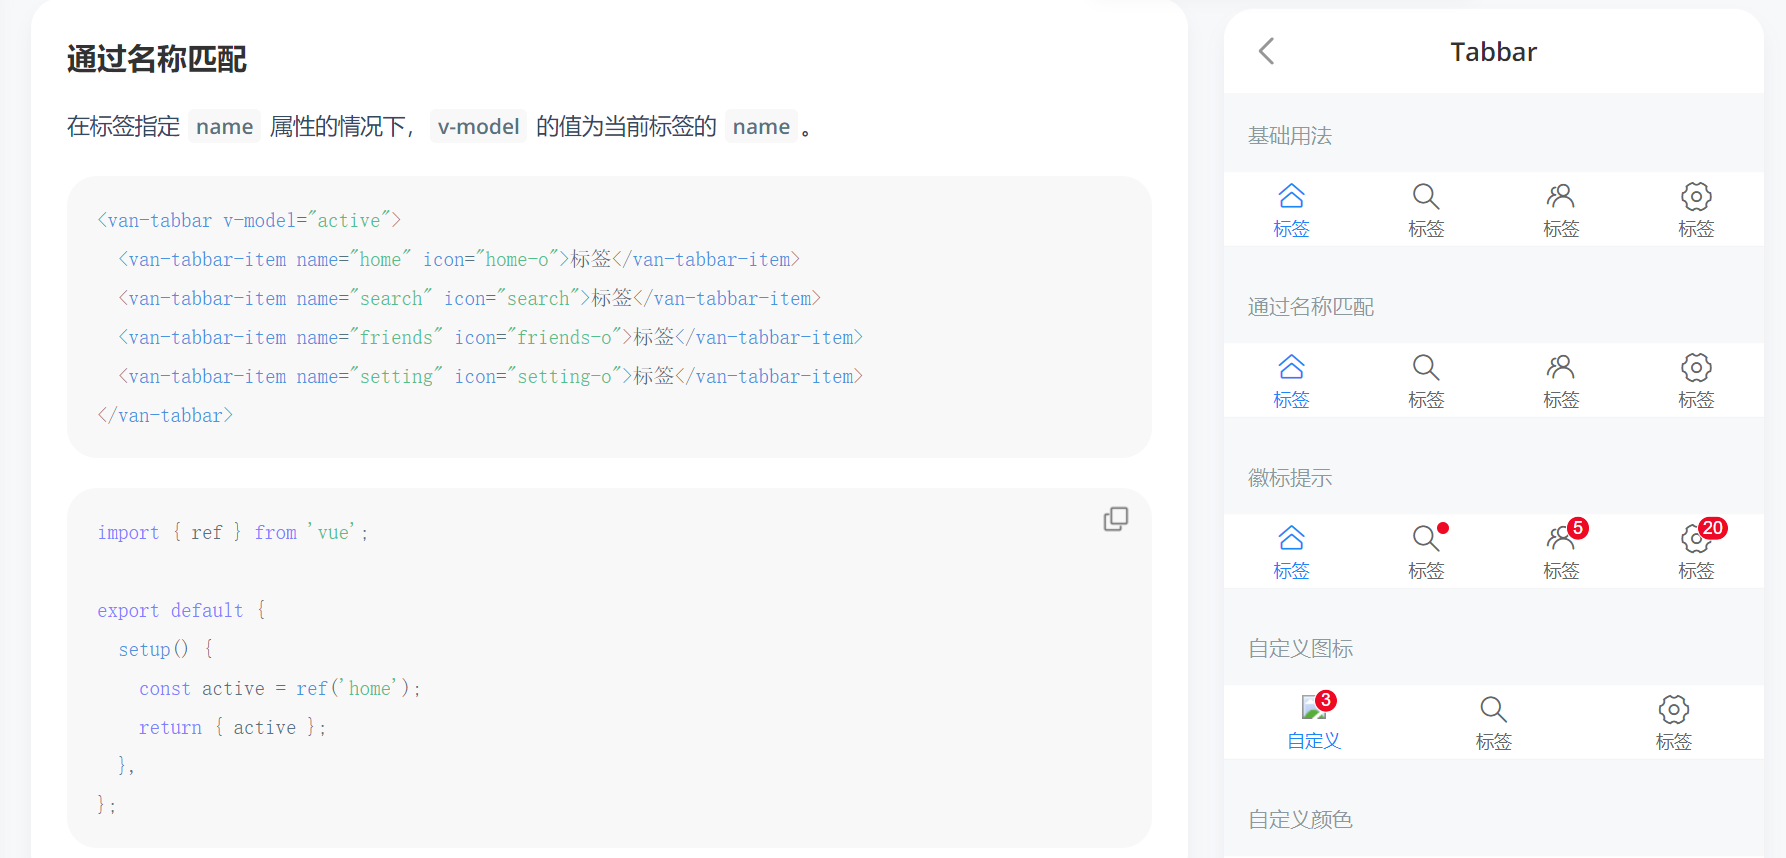 通过名称匹配
在标签指定 name 属性的情况下， v-model 的值为当前标签的 name 。
<van-tabbar v-model="active">
  <van-tabbar-item name="home" icon="home-o">标签</van-tabbar-item>
  <van-tabbar-item name="search" icon="search">标签</van-tabbar-item>
  <van-tabbar-item name="friends" icon="friends-o">标签</van-tabbar-item>
  <van-tabbar-item name="setting" icon="setting-o">标签</van-tabbar-item>
</van-tabbar>
import { ref } from 'vue';
export default {
  setup() {
    const active = ref('home');
    return { active };
  },
};
Tabbar
基础用法
标签 标签 标签 标签
通过名称匹配
标签 标签 标签 标签
徽标提示
5 20
标签 标签 标签 标签
自定义图标
3
自定义 标签 标签
自定义颜色